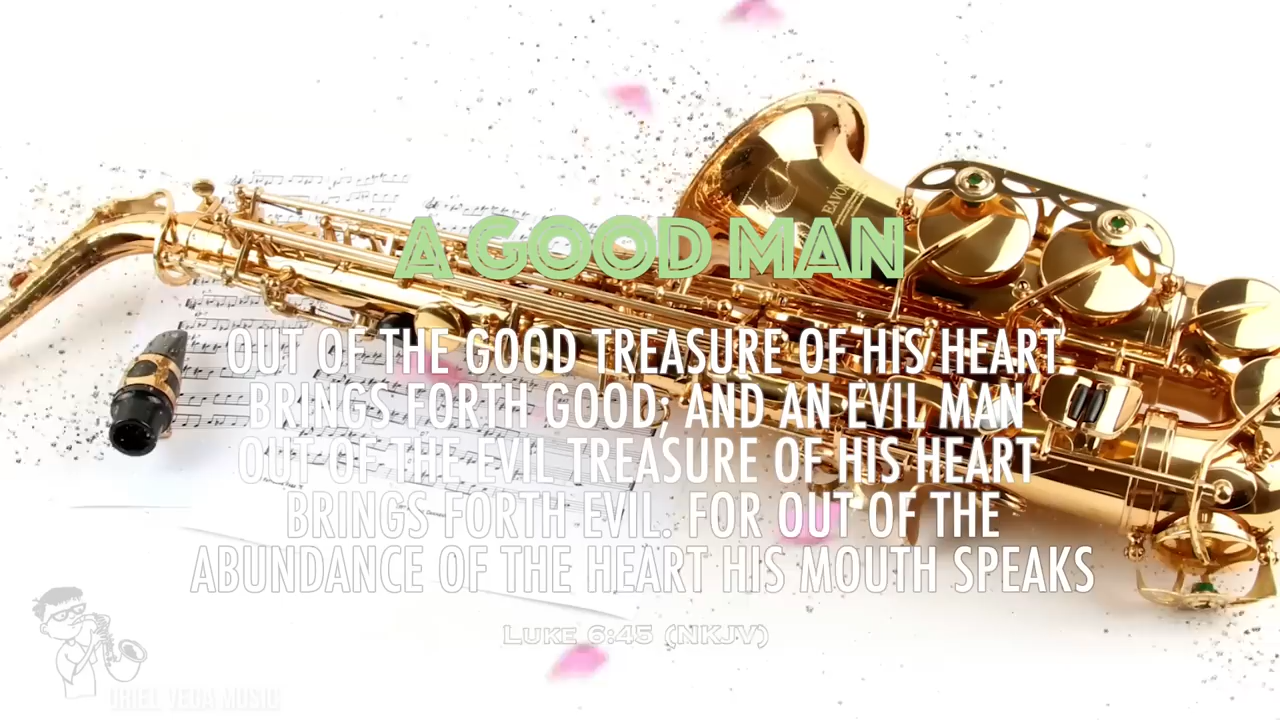 A GOOD MAN
OUT OF THE GOOD TREASURE OF HIS HEART
BRINGS FORTH GOOD; AND AN EVIL MAN
OUT OF THE EVIL TREASURE OF HIS HEART
BRINGS FORTH EVIL. FOR OUT OF THE
ABUNDANCE OF THE HEART HIS MOUTH SPEAKS
LUKE 6:45 (NKJV)
ORIEL VEGA MUSIC